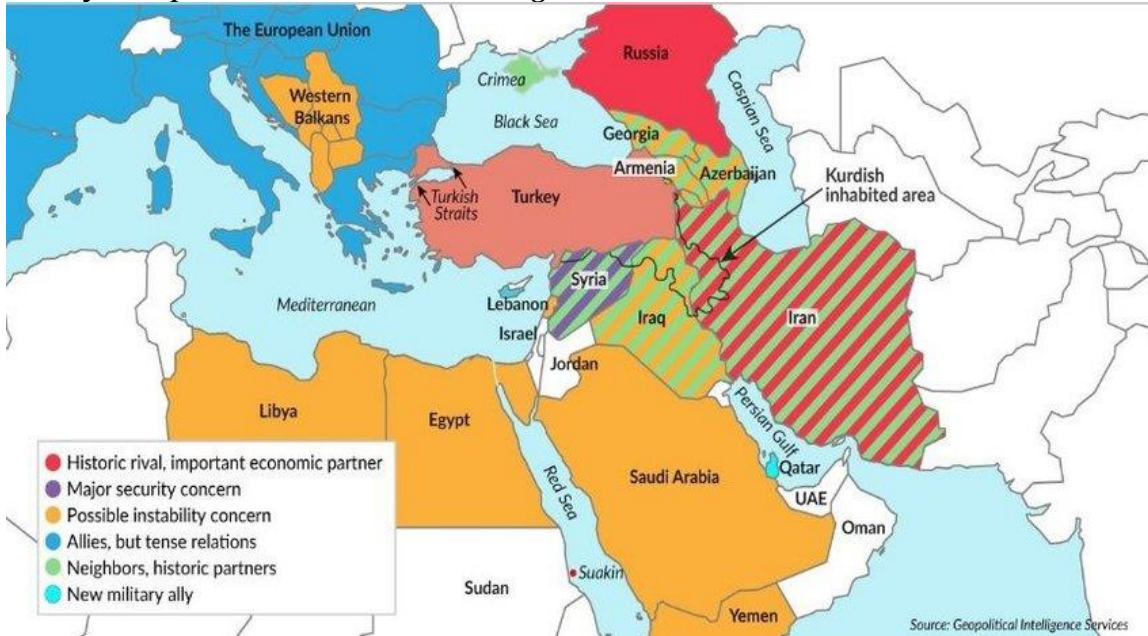 The European Union
Russia
Crimea
Western
Balkans
Black Sea
Caspian Sea
Georgia
Armenia
Azerbaijan
Kurdish
inhabited area
Turkish
Straits
Turkey
Syria
Mediterranean
Lebanon
Israel
Iraq
Iran
Jordan
Libya
Egypt
Persian Gulf
Red Sea
Saudi Arabia
Qatar
UAE
Oman
Historic rival, important economic partner
Major security concern
Possible instability concern
Allies, but tense relations
Neighbors, historic partners
New military ally
Sudan
Suakin
Yemen
Source: Geopolitical Intelligence Services